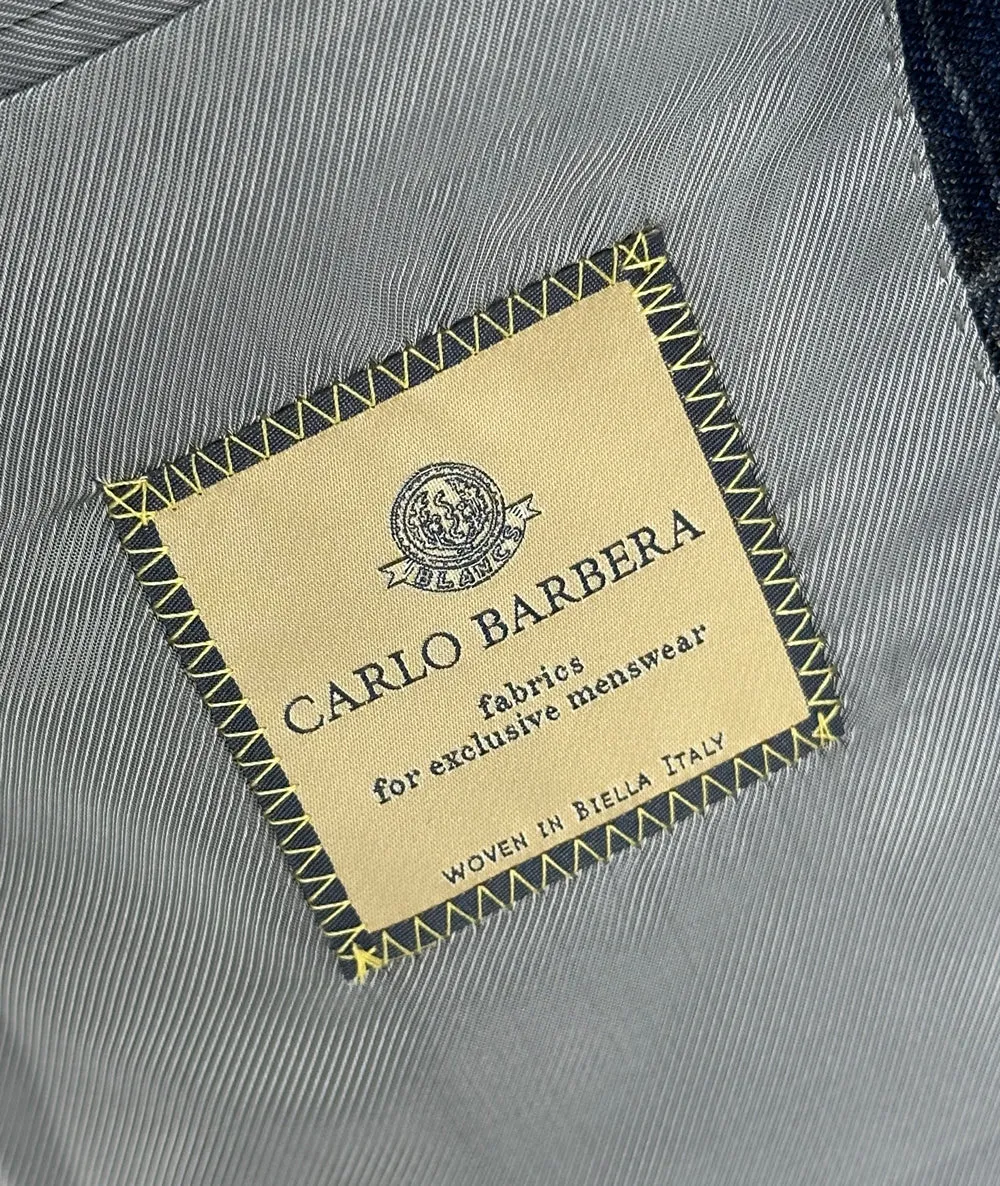 BLANCS
CARLO BARBERA
fabrics
for exclusive menswear
WOVEN IN BIELLA ITALY